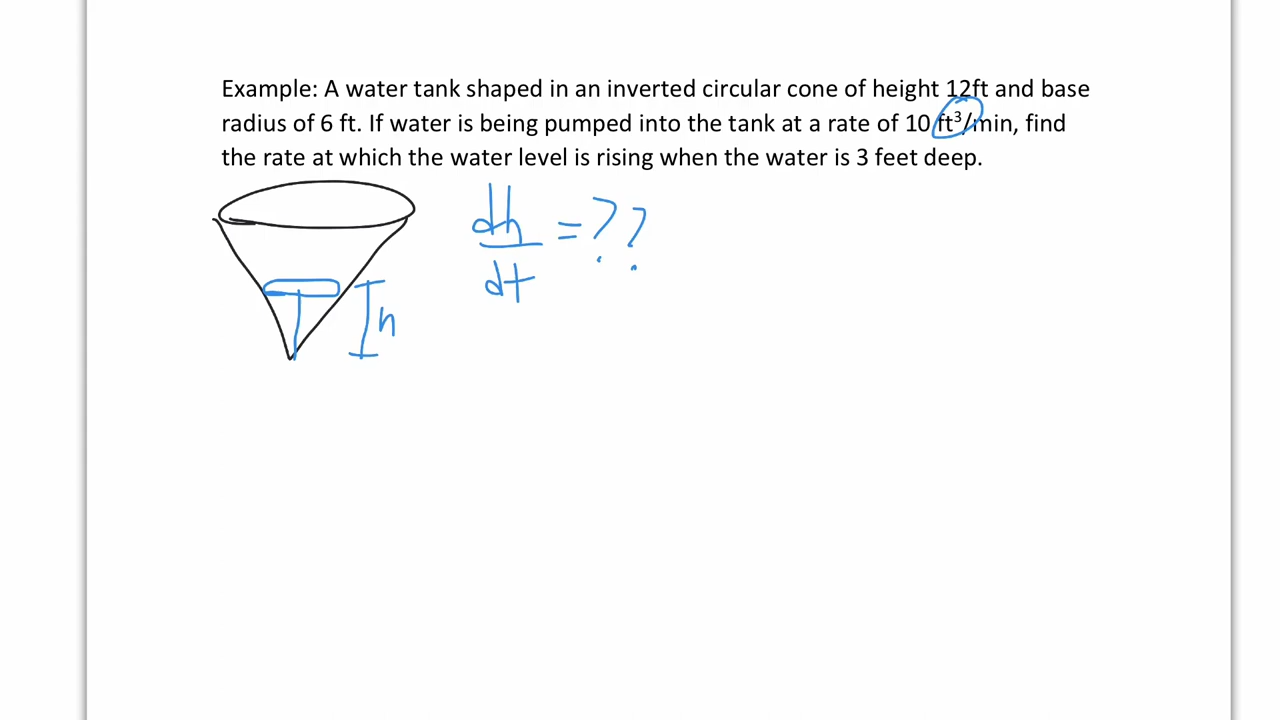 Example: A water tank shaped in an inverted circular cone of height 12ft and base
radius of 6 ft. If water is being pumped into the tank at a rate of 10 ft³/min, find
the rate at which the water level is rising when the water is 3 feet deep.
dh/dt = ??
h